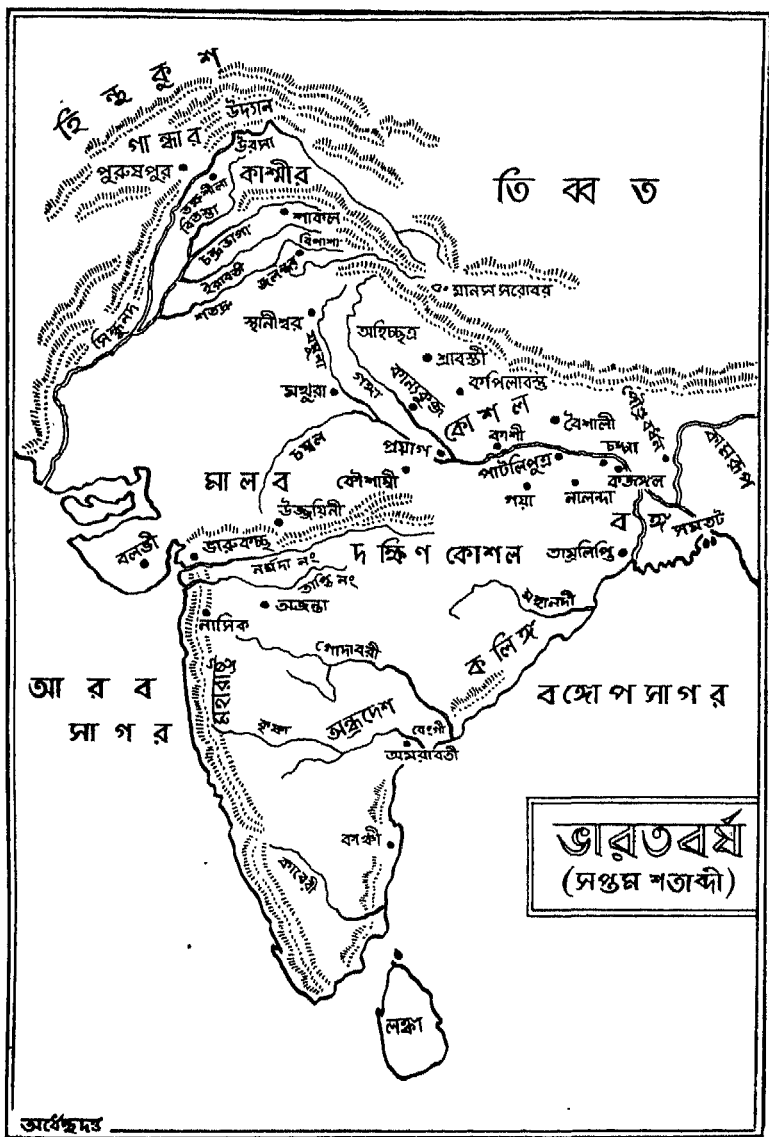 হিন্দুকুশ
উদ্যান
গান্ধার
উরসা
পুরুষপুর
কাশ্মীর
তক্ষশীলা
তিব্বত
বিতস্তা
শাকল
চন্দ্রভাগা
বিপাশা
ইরাবতী
জলন্ধর
শতদ্রু
মানস সরোবর
সিন্ধুনদ
স্থানীশ্বর
অহিচ্ছত্র
যমুনা
শ্রাবস্তী
গঙ্গা
কান্যকুব্জ
কপিলাবস্তু
মথুরা
কোশল
বৈশালী
কামরূপ
চম্বল
প্রয়াগ
কাশী
চম্পা
মালব
কৌশাম্বী
পাটলিপুত্র
কজঙ্গল
গয়া
নালন্দা
উজ্জয়িনী
বঙ্গ
সমতট
বলভী
ভারুকচ্ছ
দক্ষিণ কোশল
তাম্রলিপ্তি
নর্মদা নং
তাপ্তি নং
অজন্তা
মহানদী
নাসিক
গোদাবরী
কলিঙ্গ
আরব
সাগর
মহারাষ্ট্র
বঙ্গোপসাগর
কৃষ্ণা
অন্ধ্রদেশ
বেংগী
অমরাবতী
ভারতবর্ষ
(সপ্তম শতাব্দী)
কাঞ্চী
কাবেরী
লঙ্কা